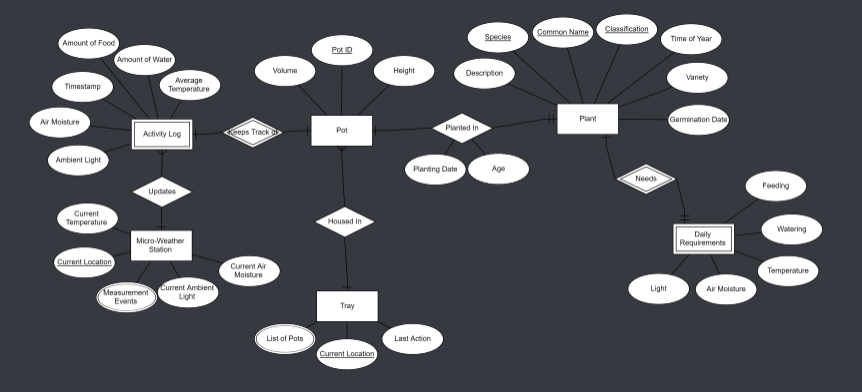 Amount of Food
Amount of Water
Average
Temperature
Timestamp
Air Moisture
Ambient Light
Activity Log
Keeps Track of
Volume
Pot ID
Height
Pot
Planted In
Planting Date
Age
Species
Common Name
Classification
Time of Year
Description
Variety
Germination Date
Plant
Needs
Daily
Requirements
Feeding
Watering
Temperature
Air Moisture
Light
Updates
Micro-Weather
Station
Current
Temperature
Current Location
Measurement
Events
Current Ambient
Light
Current Air
Moisture
Housed In
Tray
List of Pots
Current Location
Last Action